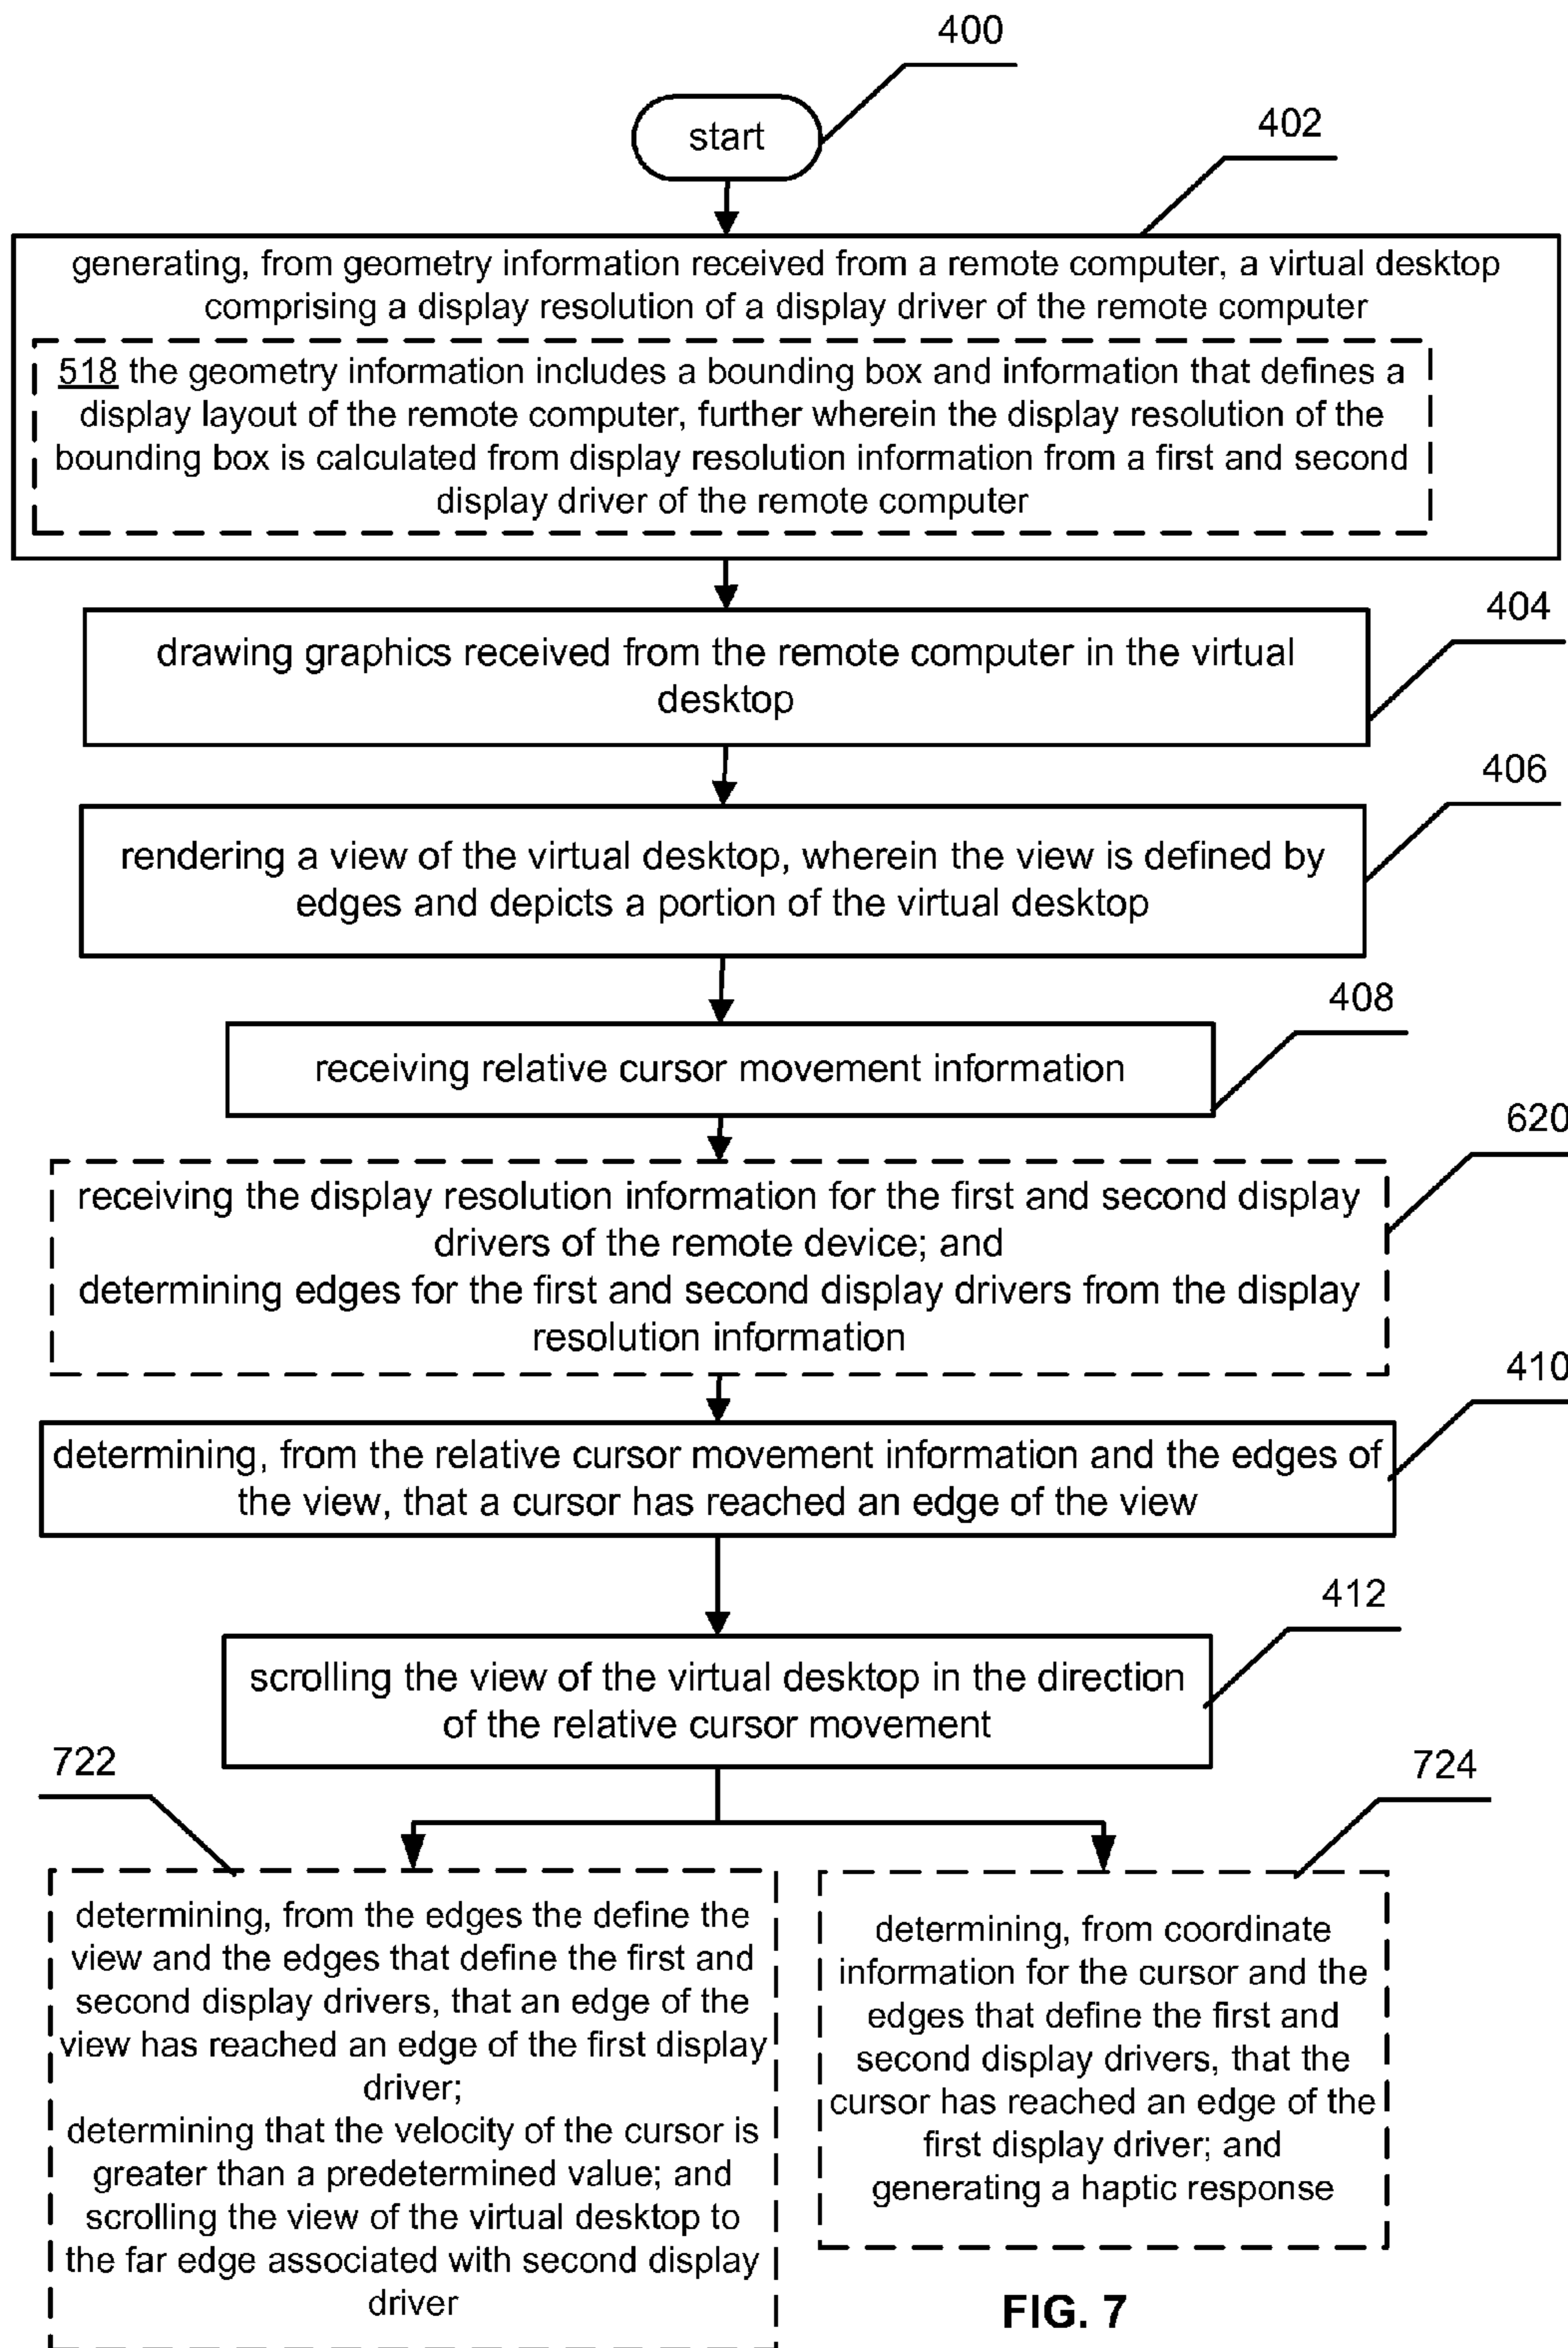 400
start
402
generating, from geometry information received from a remote computer, a virtual desktop
comprising a display resolution of a display driver of the remote computer
518 the geometry information includes a bounding box and information that defines a
display layout of the remote computer, further wherein the display resolution of the
bounding box is calculated from display resolution information from a first and second
display driver of the remote computer
404
drawing graphics received from the remote computer in the virtual
desktop
406
rendering a view of the virtual desktop, wherein the view is defined by
edges and depicts a portion of the virtual desktop
408
receiving relative cursor movement information
620
receiving the display resolution information for the first and second display
drivers of the remote device; and
determining edges for the first and second display drivers from the display
resolution information
410
determining, from the relative cursor movement information and the edges of
the view, that a cursor has reached an edge of the view
412
scrolling the view of the virtual desktop in the direction
of the relative cursor movement
722
determining, from the edges the define the
view and the edges that define the first and
second display drivers, that an edge of the
view has reached an edge of the first display
driver;
determining that the velocity of the cursor is
greater than a predetermined value; and
scrolling the view of the virtual desktop to
the far edge associated with second display
driver
724
determining, from coordinate
information for the cursor and the
edges that define the first and
second display drivers, that the
cursor has reached an edge of the
first display driver; and
generating a haptic response
FIG. 7